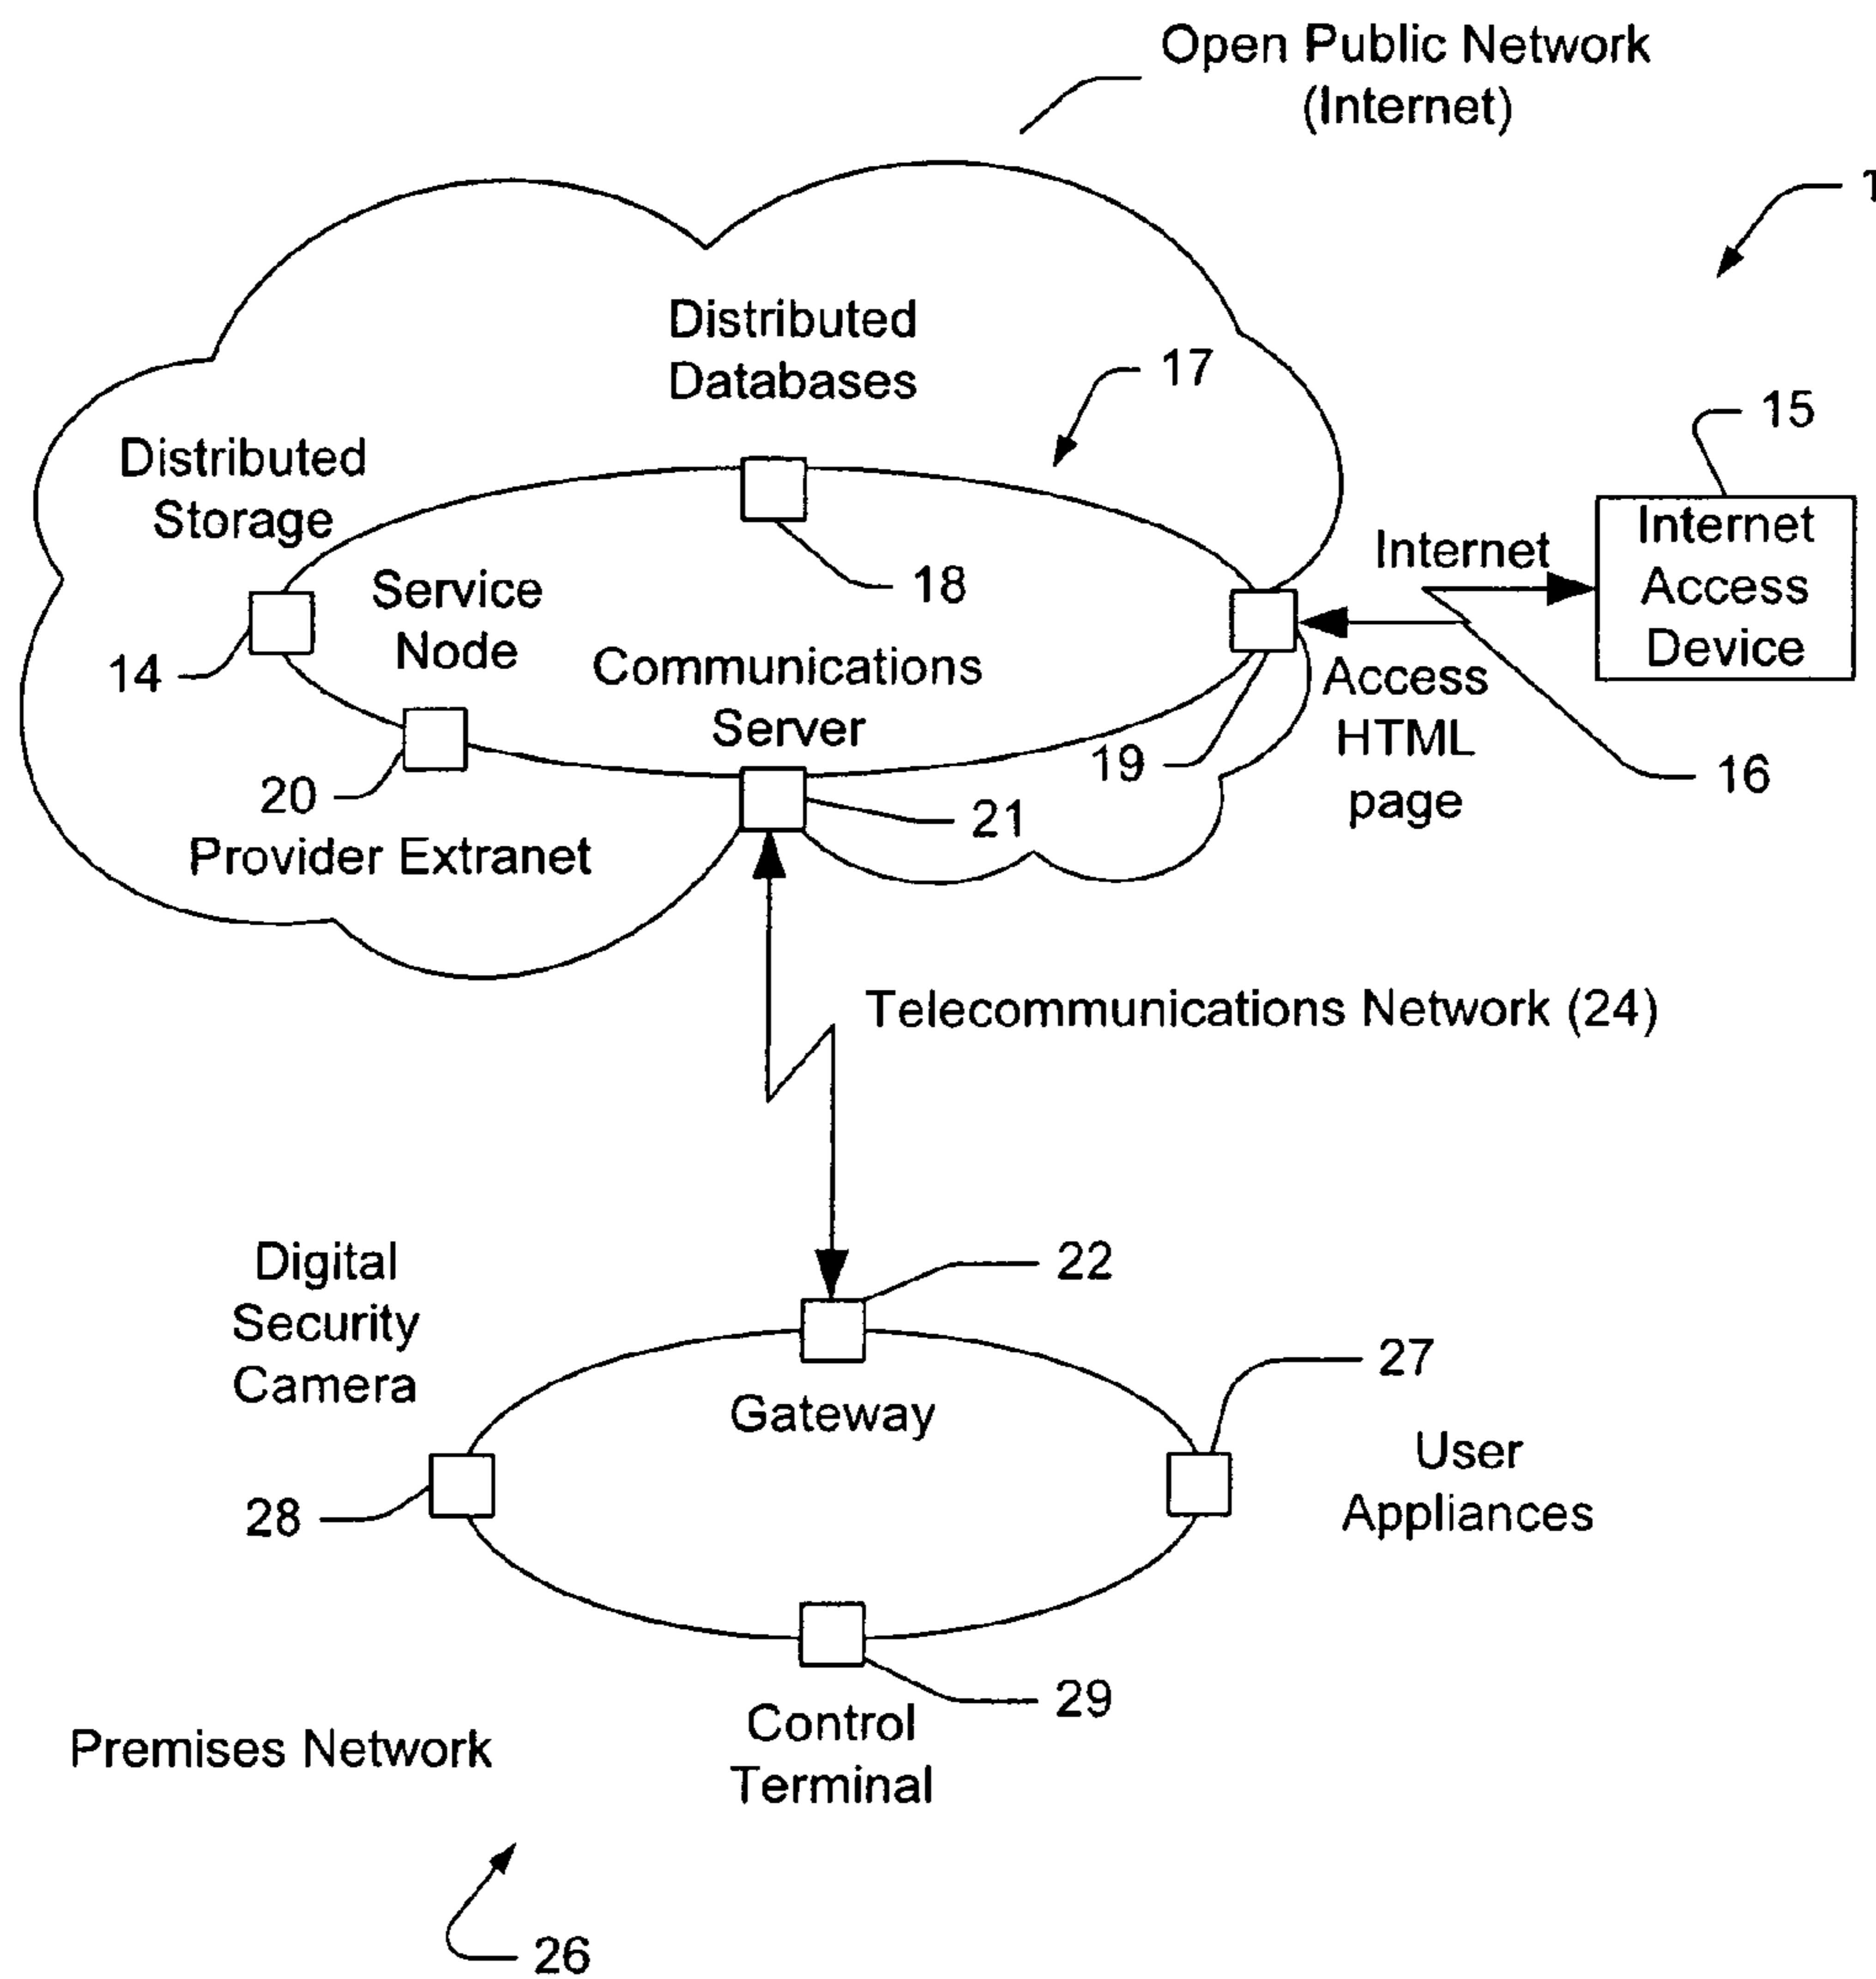 Open Public Network
(Internet)
1
Distributed
Databases
17
15
Distributed
Storage
Internet
Access
Device
Internet
18
Service
Node
14
Communications
Server
Access
HTML
page
19
16
20
21
Provider Extranet
Telecommunications Network (24)
Digital
Security
Camera
22
27
Gateway
User
Appliances
28
29
Control
Terminal
Premises Network
26